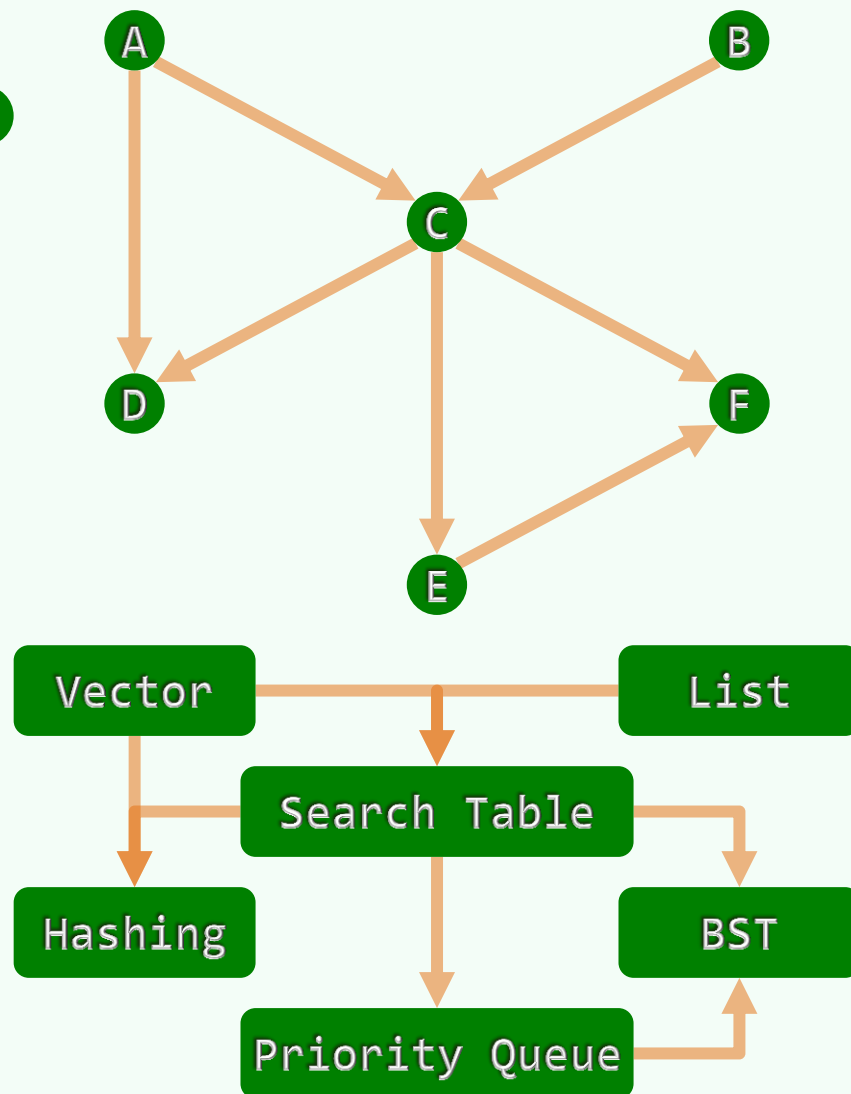 A B
C
D F
E
Vector List
Search Table
Hashing BST
Priority Queue